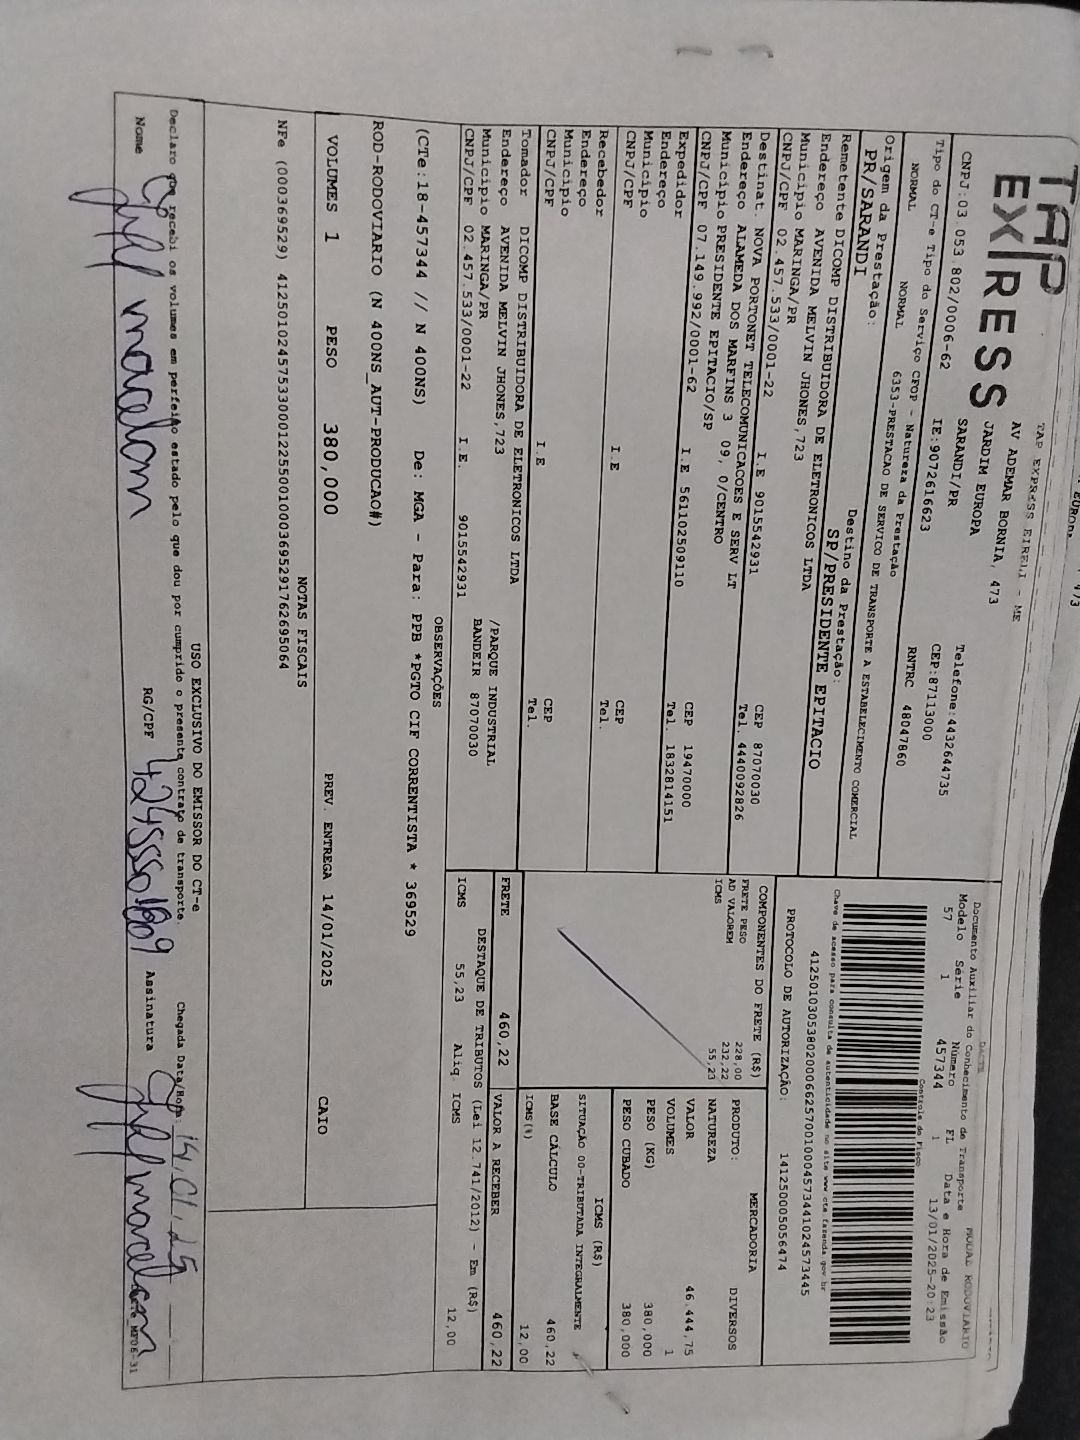 TAP
EX|RESS
TAP EXPRESS EIRELI - ME
AV ADEMAR BORNIA, 473
JARDIM EUROPA
SARANDI/PR
Telefone:4432644735
CNPJ:03.053.802/0006-62
IE:9072616623
CEP:87113000
RNTRC 48047860
Tipo do CT-e Tipo do Serviço CFOP - Natureza da Prestação
NORMAL NORMAL 6353-PRESTACAO DE SERVICO DE TRANSPORTE A ESTABELECIMENTO COMERCIAL
Origem da Prestação:
PR/SARANDI
Destino da Prestação:
SP/PRESIDENTE EPITACIO
DACTE
Documento Auxiliar do Conhecimento de Transporte
MODAL RODOVIARIO
Modelo Série Número FL Data e Hora de Emissão
57 1 457344 1 13/01/2025-20:23
Controle do Fisco
Chave de acesso para consulta de autenticidade no site www.cte.fazenda.gov.br
41250103053802000662570010004573441024573445
PROTOCOLO DE AUTORIZAÇÃO: 141250005056474
Remetente DICOMP DISTRIBUIDORA DE ELETRONICOS LTDA
Endereço AVENIDA MELVIN JHONES,723
Município MARINGA/PR CEP 87070030
CNPJ/CPF 02.457.533/0001-22 I.E 9015542931 Tel. 4440092826
Destinat. NOVA PORTONET TELECOMUNICACOES E SERV LT
Endereço ALAMEDA DOS MARFINS 3 09, 0/CENTRO
Município PRESIDENTE EPITACIO/SP CEP 19470000
CNPJ/CPF 07.149.992/0001-62 I.E 561102509110 Tel. 1832814151
Expedidor
Endereço
Município CEP
CNPJ/CPF I.E Tel.
Recebedor
Endereço
Município CEP
CNPJ/CPF I.E Tel.
Tomador DICOMP DISTRIBUIDORA DE ELETRONICOS LTDA
Endereço AVENIDA MELVIN JHONES,723 /PARQUE INDUSTRIAL
Município MARINGA/PR BANDEIR 87070030
CNPJ/CPF 02.457.533/0001-22 I.E. 9015542931
COMPONENTES DO FRETE (R$)
FRETE PESO 228,00
AD VALOREM 232,22
ICMS 55,23
MERCADORIA
PRODUTO: DIVERSOS
NATUREZA
VALOR 46.444,75
VOLUMES 1
PESO (KG) 380,000
PESO CUBADO 380,000
ICMS (R$)
SITUAÇÃO 00-TRIBUTADA INTEGRALMENTE
BASE CÁLCULO 460,22
ICMS(%) 12,00
FRETE 460,22 VALOR A RECEBER 460,22
DESTAQUE DE TRIBUTOS (Lei 12.741/2012) - Em (R$)
ICMS 55,23 Aliq. ICMS 12,00
OBSERVAÇÕES
(CTe:18-457344 // N 400NS) De: MGA - Para: PPB *PGTO CIF CORRENTISTA * 369529
ROD-RODOVIARIO (N 400NS_AUT-PRODUCAO#)
VOLUMES 1 PESO 380,000 PREV. ENTREGA 14/01/2025 CAIO
NOTAS FISCAIS
NFe (000369529) 41250102457533000122550010003695291762695064
USO EXCLUSIVO DO EMISSOR DO CT-e
Declaro que recebi os volumes em perfeito estado pelo que dou por cumprido o presente contrato de transporte.
Chegada Data/Hora: 14.01.25
Nome RG/CPF Assinatura